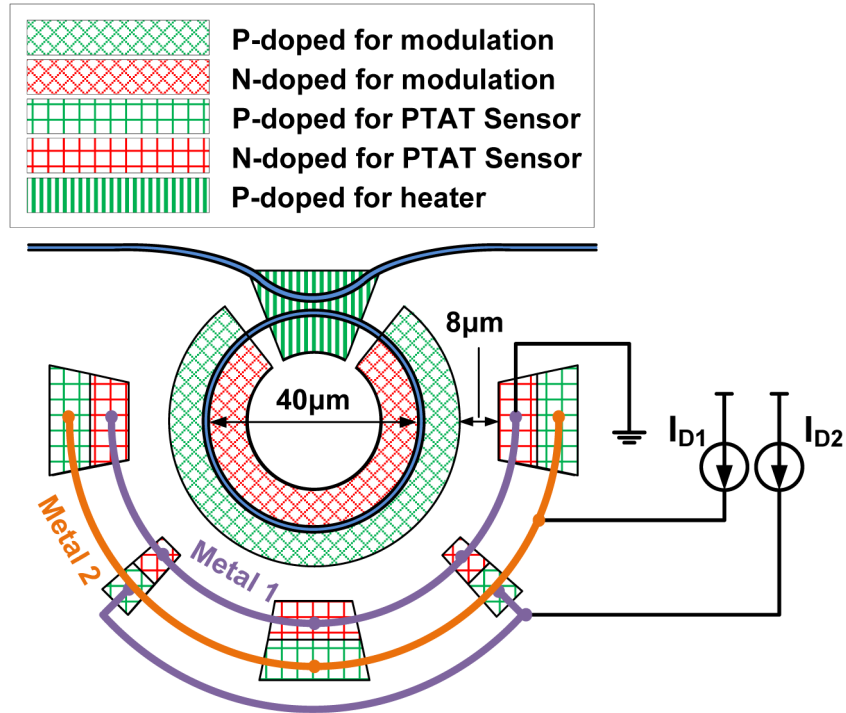 P-doped for modulation
N-doped for modulation
P-doped for PTAT Sensor
N-doped for PTAT Sensor
P-doped for heater
8μm
40μm
I_D1
I_D2
Metal 2
Metal 1